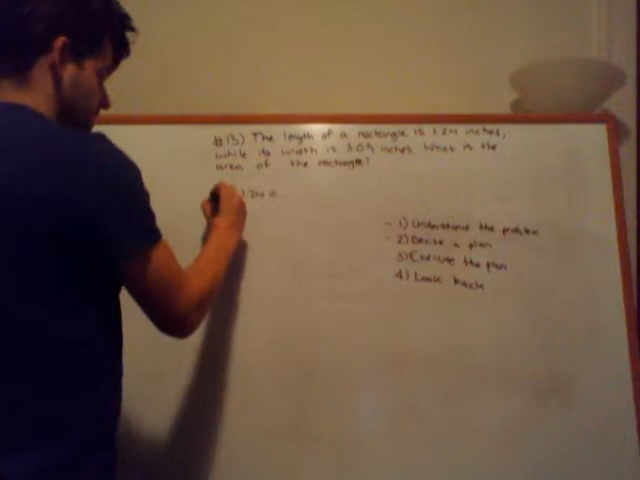 #13) The length of a rectangle is 1.24 inches,
while its width is 3.09 inches. What is the
area of the rectangle?
- 1) Understand the problem
- 2) Devise a plan
3) Execute the plan
4) Look back